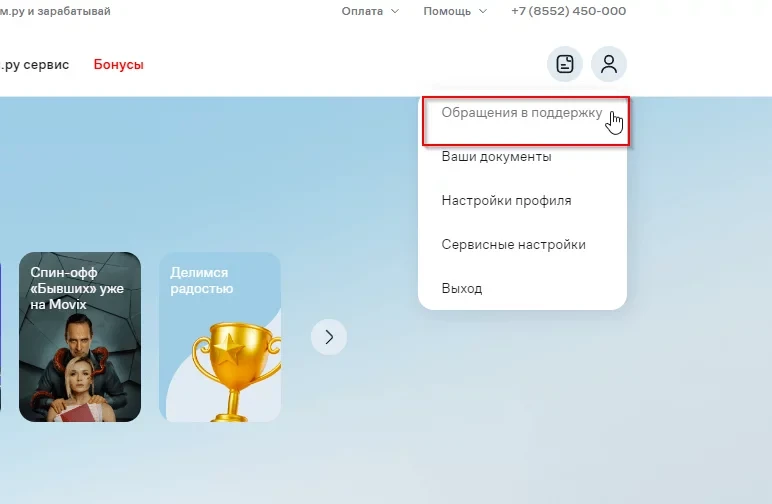 м.ру и зарабатывай
Оплата
Помощь
+7 (8552) 450-000
.ру сервис
Бонусы
Обращения в поддержку
Ваши документы
Настройки профиля
Сервисные настройки
Выход
Спин-офф
«Бывших» уже
на Movix
Делимся
радостью